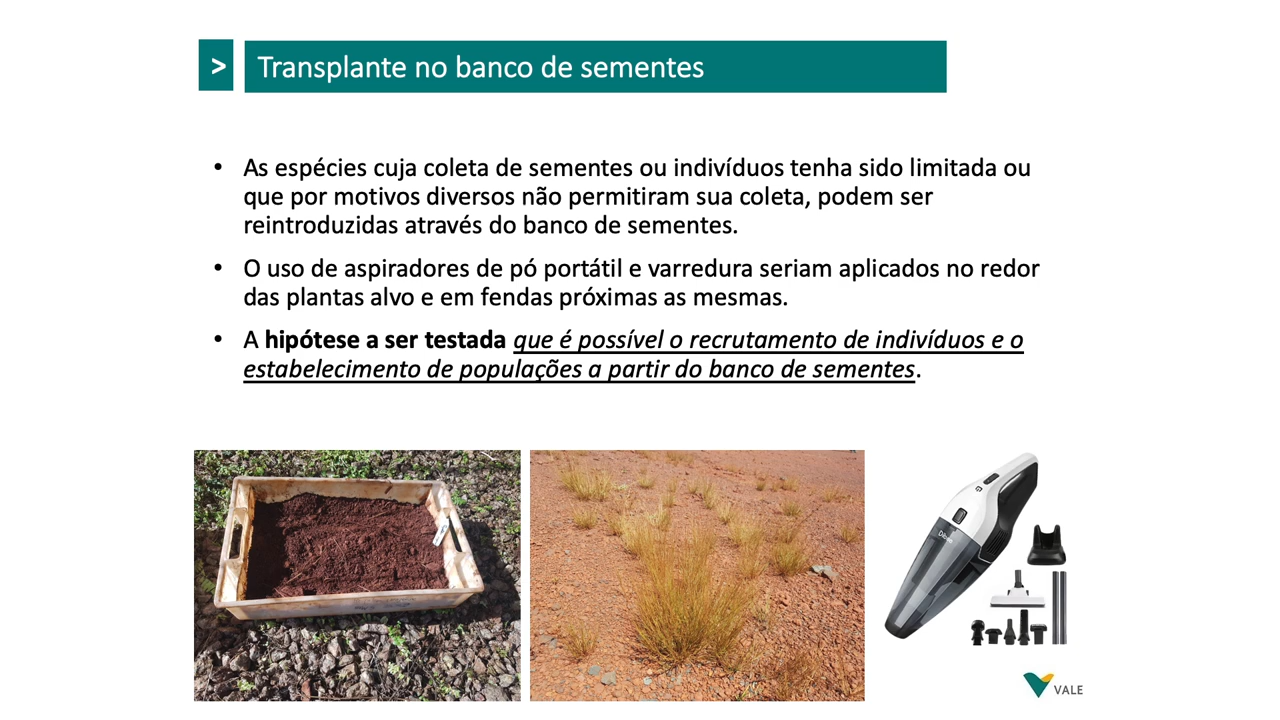 > Transplante no banco de sementes
• As espécies cuja coleta de sementes ou indivíduos tenha sido limitada ou
que por motivos diversos não permitiram sua coleta, podem ser
reintroduzidas através do banco de sementes.
• O uso de aspiradores de pó portátil e varredura seriam aplicados no redor
das plantas alvo e em fendas próximas as mesmas.
• A hipótese a ser testada que é possível o recrutamento de indivíduos e o
estabelecimento de populações a partir do banco de sementes.
VALE